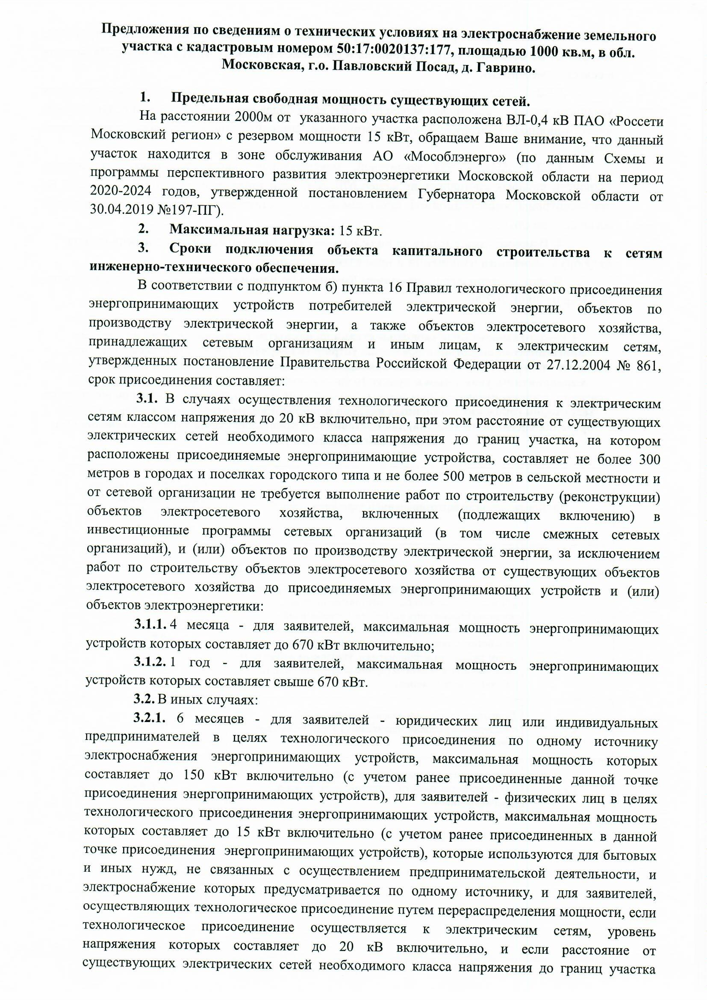 Предложения по сведениям о технических условиях на электроснабжение земельного
участка с кадастровым номером 50:17:0020137:177, площадью 1000 кв.м, в обл.
Московская, г.о. Павловский Посад, д. Гаврино.
1. Предельная свободная мощность существующих сетей.
На расстоянии 2000м от указанного участка расположена ВЛ-0,4 кВ ПАО «Россети
Московский регион» с резервом мощности 15 кВт, обращаем Ваше внимание, что данный
участок находится в зоне обслуживания АО «Мособлэнерго» (по данным Схемы и
программы перспективного развития электроэнергетики Московской области на период
2020-2024 годов, утвержденной постановлением Губернатора Московской области от
30.04.2019 №197-ПГ).
2. Максимальная нагрузка: 15 кВт.
3. Сроки подключения объекта капитального строительства к сетям
инженерно-технического обеспечения.
В соответствии с подпунктом б) пункта 16 Правил технологического присоединения
энергопринимающих устройств потребителей электрической энергии, объектов по
производству электрической энергии, а также объектов электросетевого хозяйства,
принадлежащих сетевым организациям и иным лицам, к электрическим сетям,
утвержденных постановление Правительства Российской Федерации от 27.12.2004 № 861,
срок присоединения составляет:
3.1. В случаях осуществления технологического присоединения к электрическим
сетям классом напряжения до 20 кВ включительно, при этом расстояние от существующих
электрических сетей необходимого класса напряжения до границ участка, на котором
расположены присоединяемые энергопринимающие устройства, составляет не более 300
метров в городах и поселках городского типа и не более 500 метров в сельской местности и
от сетевой организации не требуется выполнение работ по строительству (реконструкции)
объектов электросетевого хозяйства, включенных (подлежащих включению) в
инвестиционные программы сетевых организаций (в том числе смежных сетевых
организаций), и (или) объектов по производству электрической энергии, за исключением
работ по строительству объектов электросетевого хозяйства от существующих объектов
электросетевого хозяйства до присоединяемых энергопринимающих устройств и (или)
объектов электроэнергетики:
3.1.1. 4 месяца - для заявителей, максимальная мощность энергопринимающих
устройств которых составляет до 670 кВт включительно;
3.1.2. 1 год - для заявителей, максимальная мощность энергопринимающих
устройств которых составляет свыше 670 кВт.
3.2. В иных случаях:
3.2.1. 6 месяцев - для заявителей - юридических лиц или индивидуальных
предпринимателей в целях технологического присоединения по одному источнику
электроснабжения энергопринимающих устройств, максимальная мощность которых
составляет до 150 кВт включительно (с учетом ранее присоединенные данной точке
присоединения энергопринимающих устройств), для заявителей - физических лиц в целях
технологического присоединения энергопринимающих устройств, максимальная мощность
которых составляет до 15 кВт включительно (с учетом ранее присоединенных в данной
точке присоединения энергопринимающих устройств), которые используются для бытовых
и иных нужд, не связанных с осуществлением предпринимательской деятельности, и
электроснабжение которых предусматривается по одному источнику, и для заявителей,
осуществляющих технологическое присоединение путем перераспределения мощности, если
технологическое присоединение осуществляется к электрическим сетям, уровень
напряжения которых составляет до 20 кВ включительно, и если расстояние от
существующих электрических сетей необходимого класса напряжения до границ участка